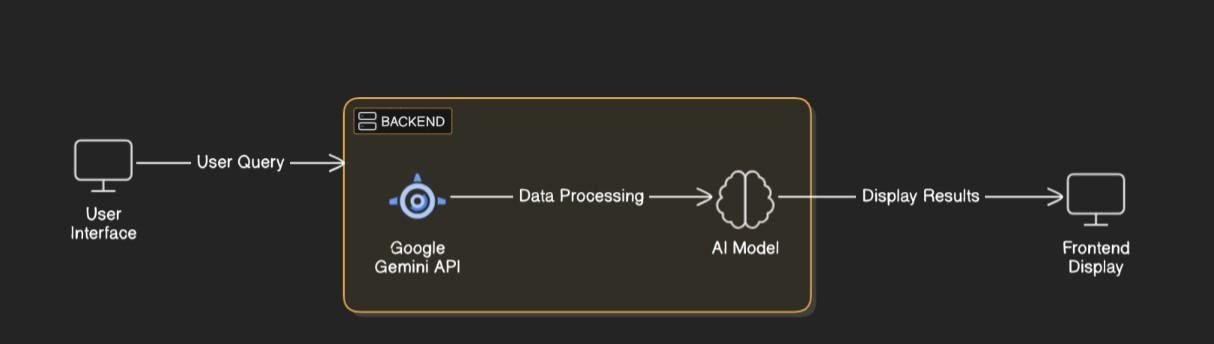 BACKEND
User Query
Data Processing
Display Results
User
Interface
Google
Gemini API
AI Model
Frontend
Display